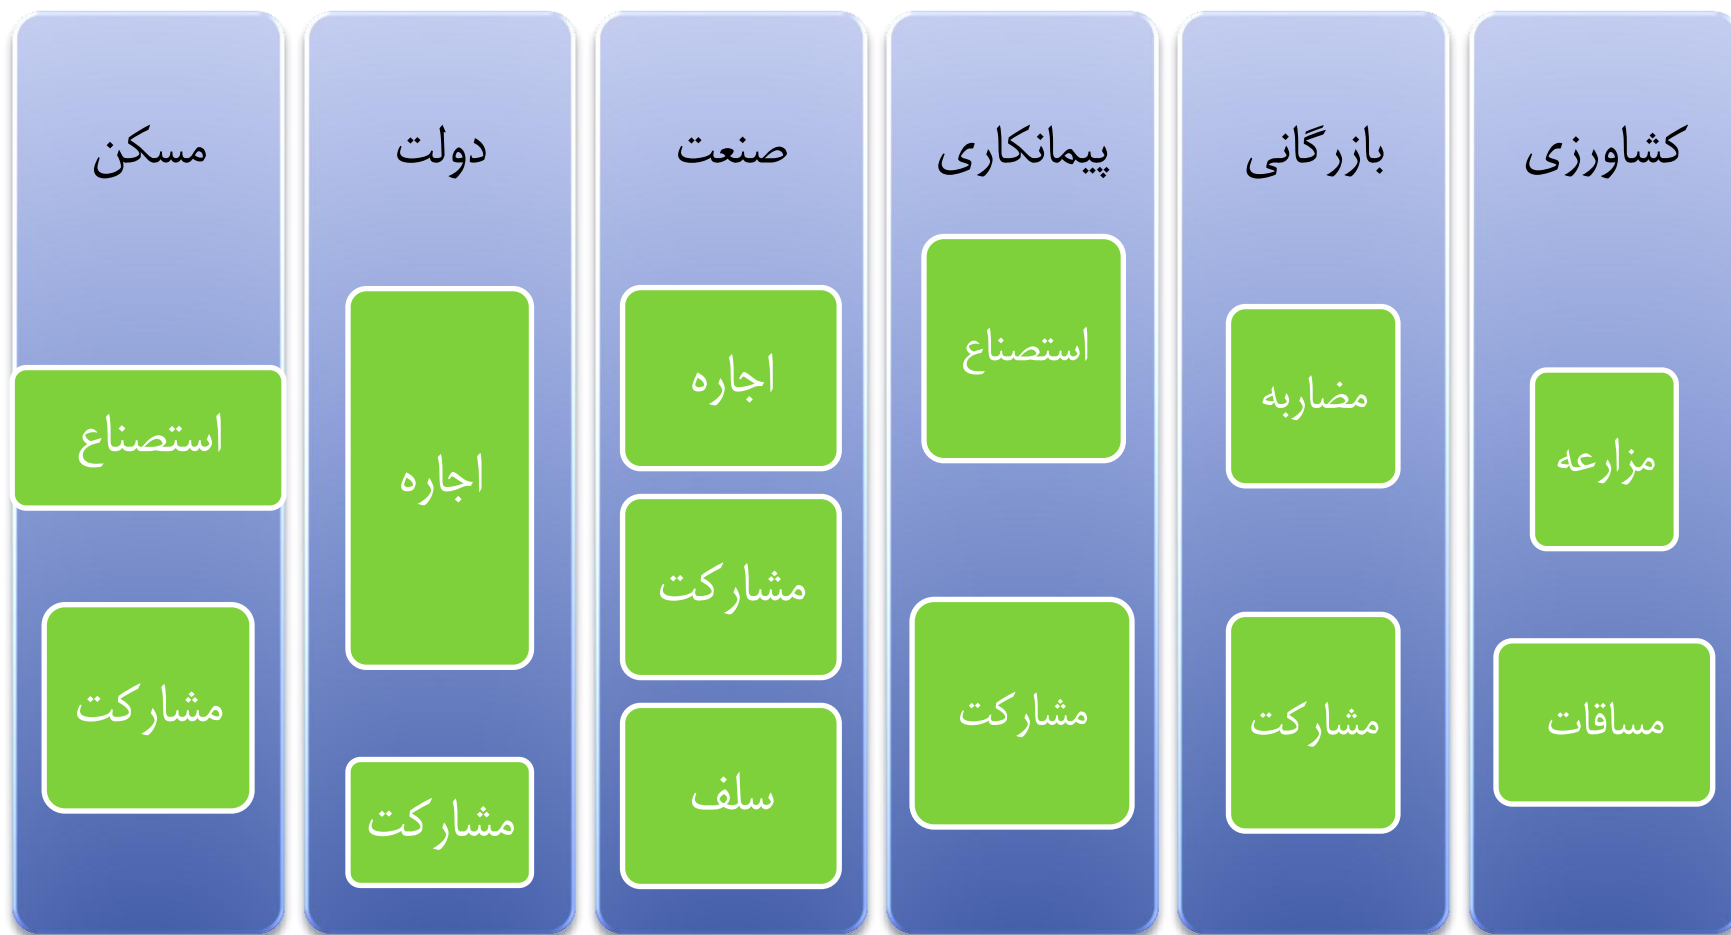 کشاورزی
مزارعه
مساقات
بازرگانی
مضاربه
مشارکت
پیمانکاری
استصناع
مشارکت
صنعت
اجاره
مشارکت
سلف
دولت
اجاره
مشارکت
مسکن
استصناع
مشارکت